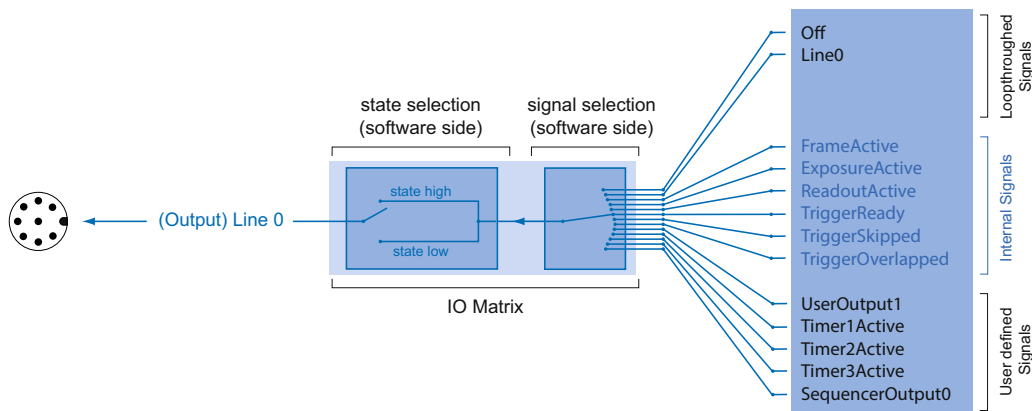 Off
Line0
Loopthroughed
Signals
state selection
(software side)
signal selection
(software side)
FrameActive
ExposureActive
ReadoutActive
TriggerReady
TriggerSkipped
TriggerOverlapped
Internal Signals
state high
(Output) Line 0
state low
IO Matrix
UserOutput1
Timer1Active
Timer2Active
Timer3Active
SequencerOutput0
User defined
Signals